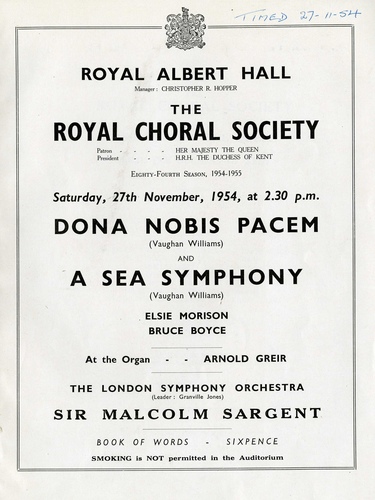 TIMED 27-11-54
ROYAL ALBERT HALL
Manager: CHRISTOPHER R. HOPPER
THE
ROYAL CHORAL SOCIETY
Patron - - - - HER MAJESTY THE QUEEN
President - - - H.R.H. THE DUCHESS OF KENT
EIGHTY-FOURTH SEASON, 1954-1955
Saturday, 27th November, 1954, at 2.30 p.m.
DONA NOBIS PACEM
(Vaughan Williams)
AND
A SEA SYMPHONY
(Vaughan Williams)
ELSIE MORISON
BRUCE BOYCE
At the Organ - - ARNOLD GREIR
THE LONDON SYMPHONY ORCHESTRA
(Leader: Granville Jones)
SIR MALCOLM SARGENT
BOOK OF WORDS - SIXPENCE
SMOKING is NOT permitted in the Auditorium